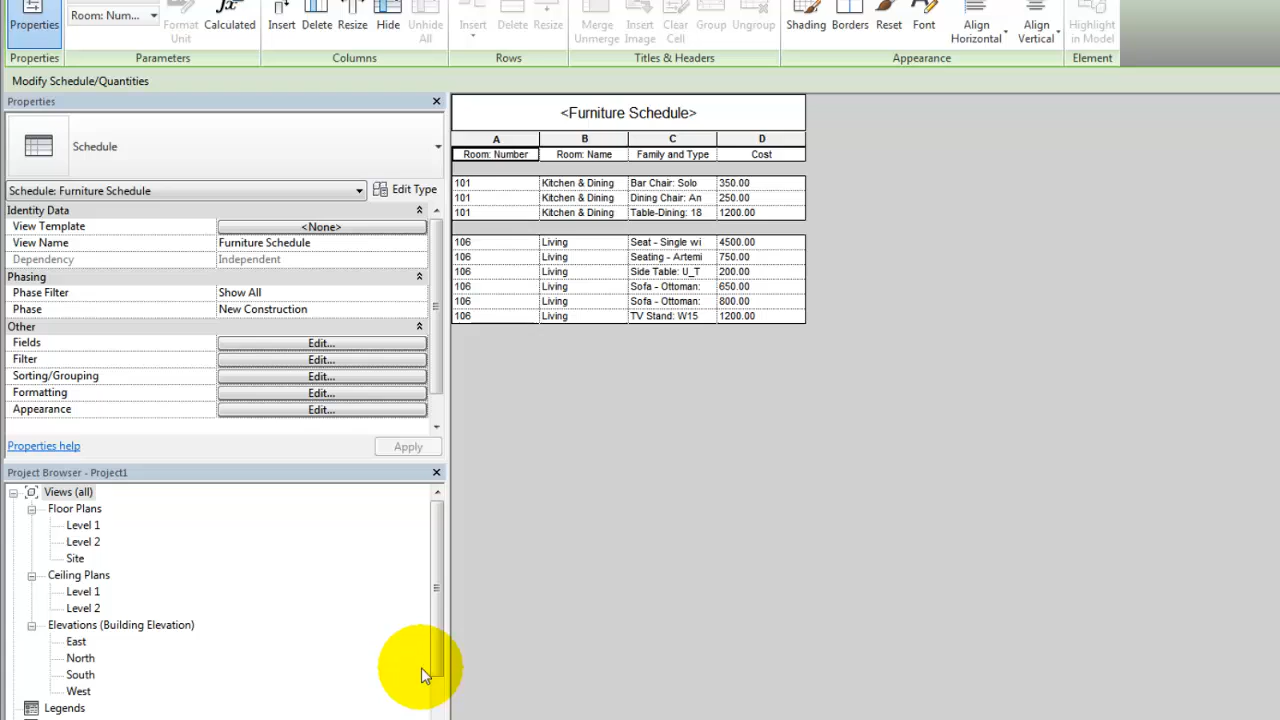 Room: Num...
Properties
Format Unit
Calculated
Insert
Delete
Resize
Hide
Unhide All
Insert
Delete
Resize
Merge Unmerge
Insert Image
Clear Cell
Group
Ungroup
Shading
Borders
Reset
Font
Align Horizontal
Align Vertical
Highlight in Model
Properties
Parameters
Columns
Rows
Titles & Headers
Appearance
Element
Modify Schedule/Quantities
Properties
Schedule
Schedule: Furniture Schedule
Edit Type
Identity Data
View Template
<None>
View Name
Furniture Schedule
Dependency
Independent
Phasing
Phase Filter
Show All
Phase
New Construction
Other
Fields
Edit...
Filter
Edit...
Sorting/Grouping
Edit...
Formatting
Edit...
Appearance
Edit...
Properties help
Apply
<Furniture Schedule>
A B C D
Room: Number Room: Name Family and Type Cost
101 Kitchen & Dining Bar Chair: Solo 350.00
101 Kitchen & Dining Dining Chair: An 250.00
101 Kitchen & Dining Table-Dining: 18 1200.00
106 Living Seat - Single wi 4500.00
106 Living Seating - Artemi 750.00
106 Living Side Table: U_T 200.00
106 Living Sofa - Ottoman: 650.00
106 Living Sofa - Ottoman: 800.00
106 Living TV Stand: W15 1200.00
Project Browser - Project1
Views (all)
Floor Plans
Level 1
Level 2
Site
Ceiling Plans
Level 1
Level 2
Elevations (Building Elevation)
East
North
South
West
Legends